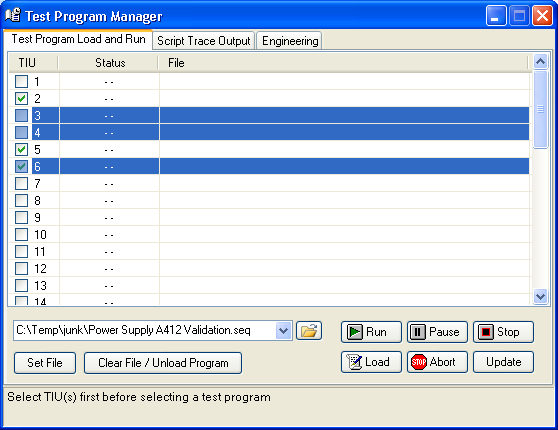 Test Program Manager
Test Program Load and Run Script Trace Output Engineering
TIU Status File
1 - -
2 - -
3 - -
4 - -
5 - -
6 - -
7 - -
8 - -
9 - -
10 - -
11 - -
12 - -
13 - -
14 - -
C:\Temp\junk\Power Supply A412 Validation.seq Run Pause Stop
Set File Clear File / Unload Program Load STOP Abort Update
Select TIU(s) first before selecting a test program